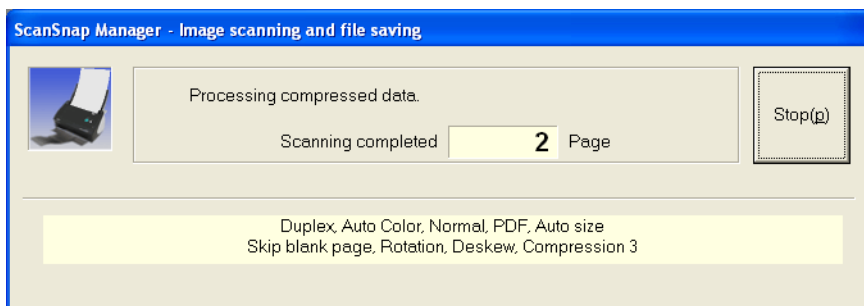 ScanSnap Manager - Image scanning and file saving
Processing compressed data.
Scanning completed 2 Page
Stop(p)
Duplex, Auto Color, Normal, PDF, Auto size
Skip blank page, Rotation, Deskew, Compression 3